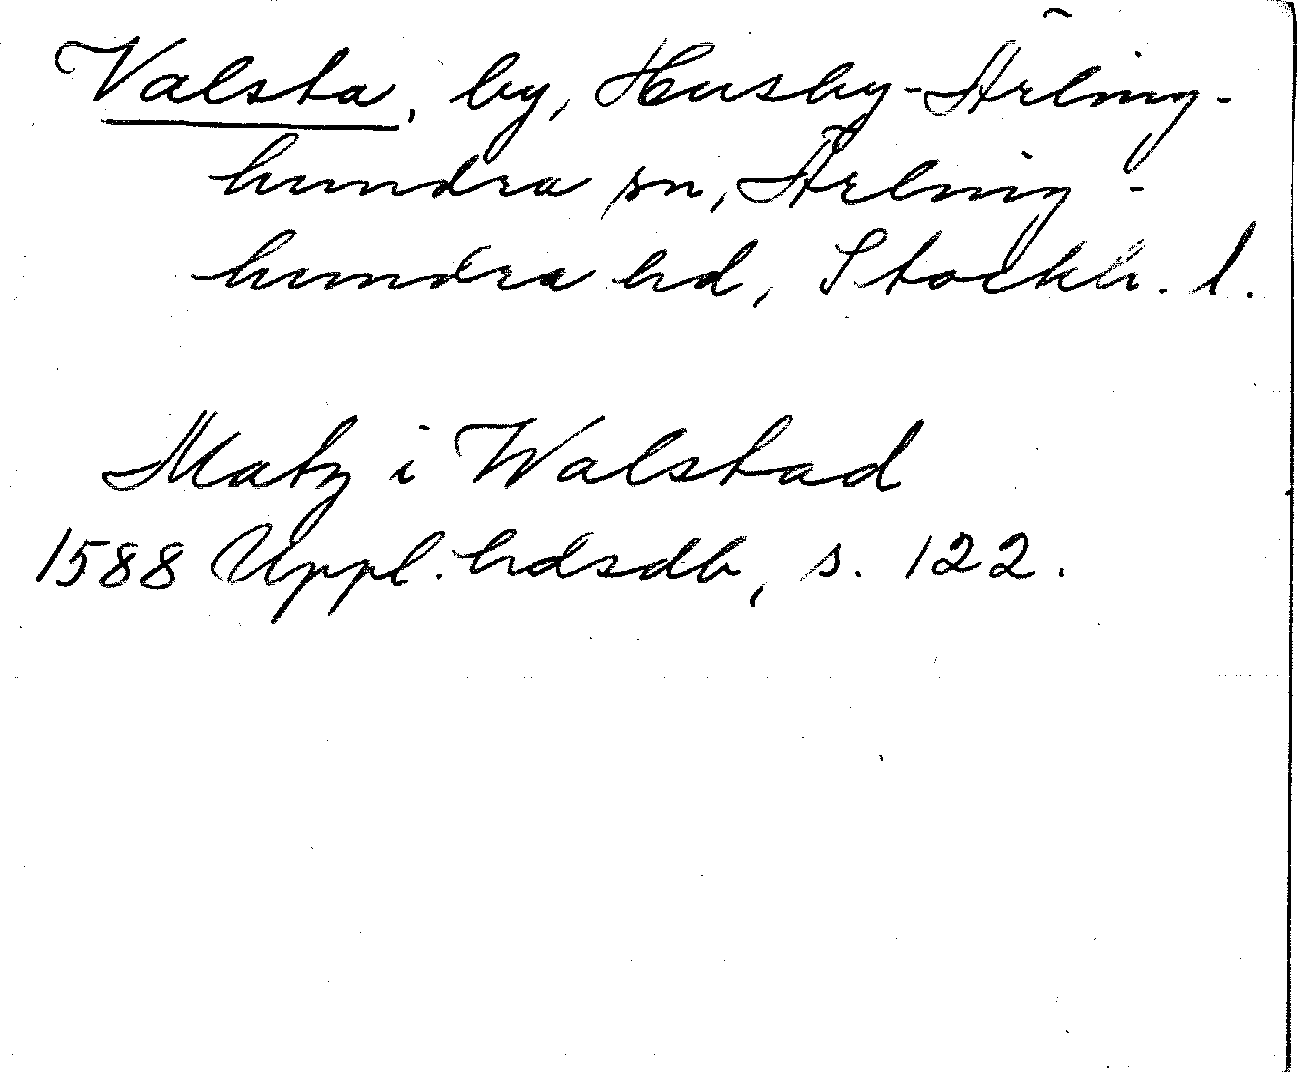 Valsta, by, Husby-Ärling-
hundra sn, Ärling-
hundra hd, Stockh. l.
Matz i Walstad
1588 Uppl. hdsdb, s. 122.